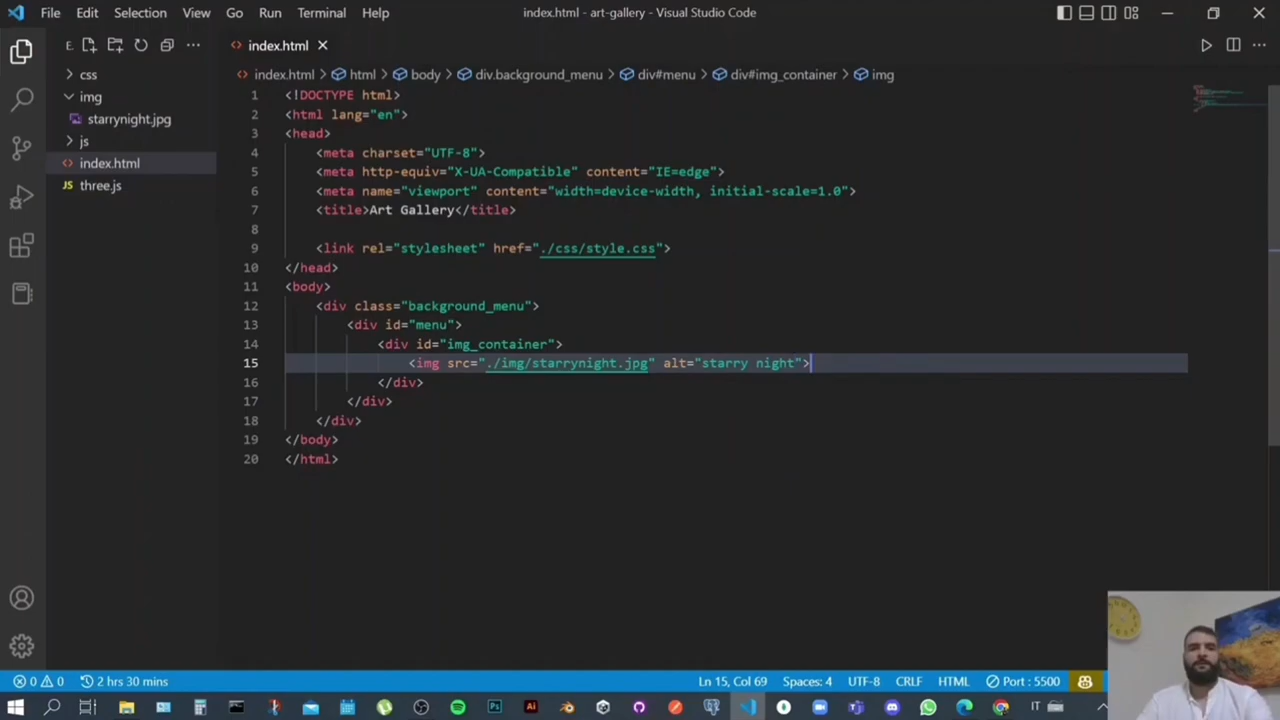 File Edit Selection View Go Run Terminal Help
index.html - art-gallery - Visual Studio Code
E.
css
img
starrynight.jpg
js
index.html
three.js
index.html
index.html > html > body > div.background_menu > div#menu > div#img_container > img
1 <!DOCTYPE html>
2 <html lang="en">
3 <head>
4 <meta charset="UTF-8">
5 <meta http-equiv="X-UA-Compatible" content="IE=edge">
6 <meta name="viewport" content="width=device-width, initial-scale=1.0">
7 <title>Art Gallery</title>
8
9 <link rel="stylesheet" href="./css/style.css">
10 </head>
11 <body>
12 <div class="background_menu">
13 <div id="menu">
14 <div id="img_container">
15 <img src="./img/starrynight.jpg" alt="starry night">
16 </div>
17 </div>
18 </div>
19 </body>
20 </html>
0 0 2 hrs 30 mins Ln 15, Col 69 Spaces: 4 UTF-8 CRLF HTML Port : 5500
Ps Ai IT